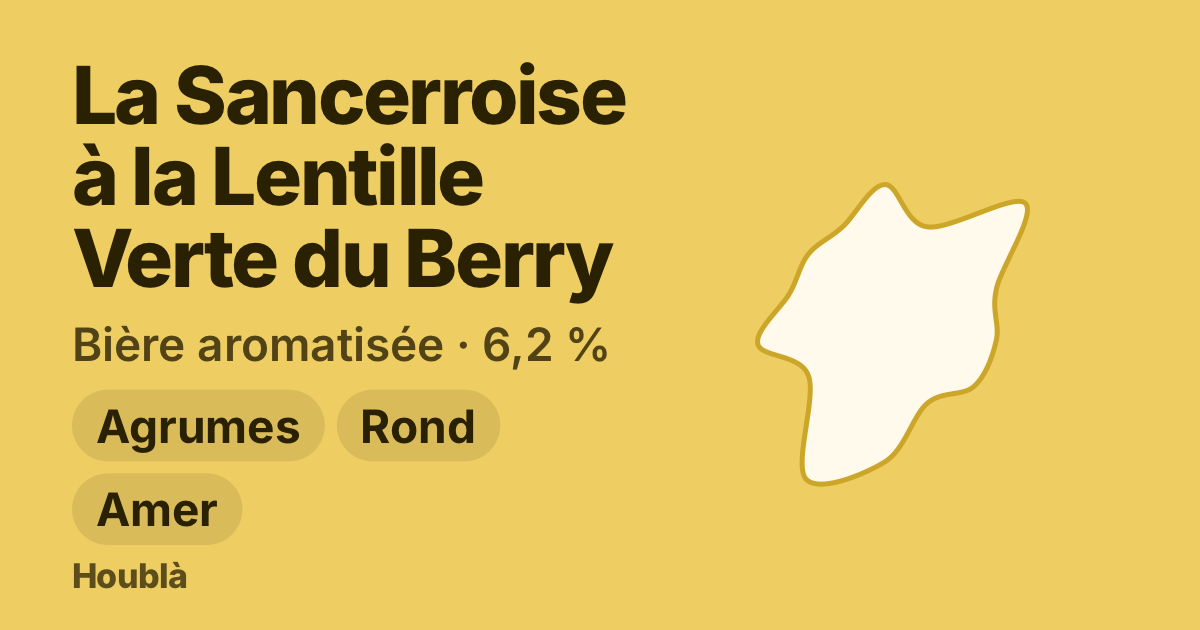 La Sancerroise
à la Lentille
Verte du Berry
Bière aromatisée · 6,2 %
Agrumes Rond
Amer
Houblà